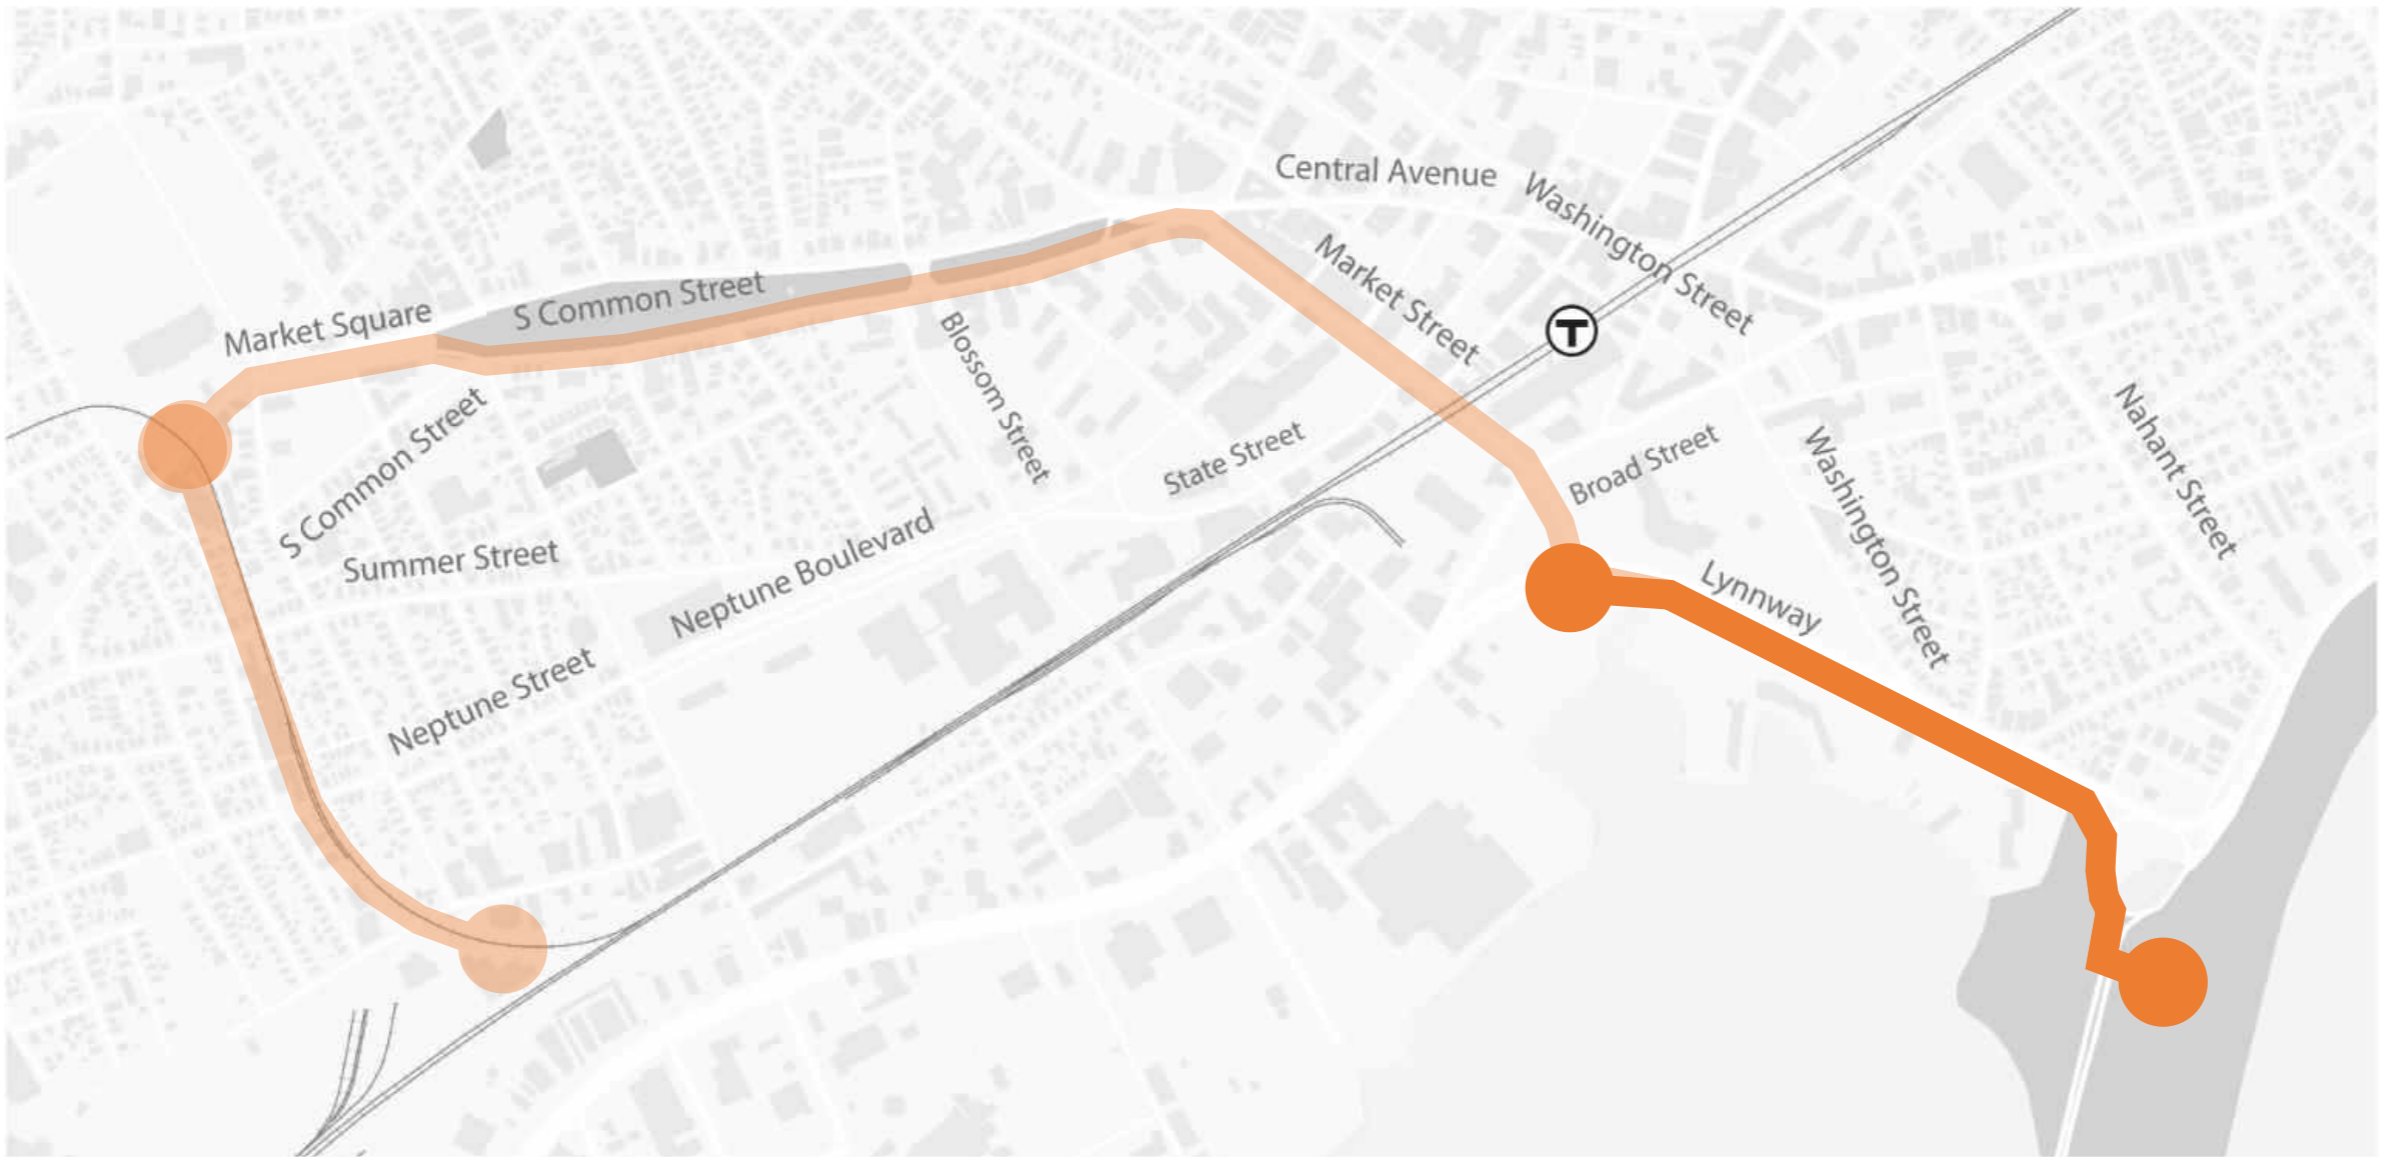 Central Avenue
Washington Street
Market Street
S Common Street
Market Square
Blossom Street
T
S Common Street
State Street
Broad Street
Nahant Street
Washington Street
Summer Street
Neptune Boulevard
Lynnway
Neptune Street